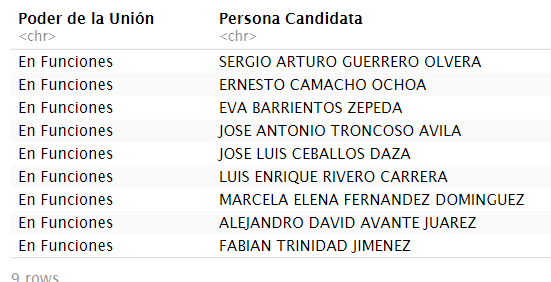 Poder de la Unión Persona Candidata
<chr> <chr>
En Funciones SERGIO ARTURO GUERRERO OLVERA
En Funciones ERNESTO CAMACHO OCHOA
En Funciones EVA BARRIENTOS ZEPEDA
En Funciones JOSE ANTONIO TRONCOSO AVILA
En Funciones JOSE LUIS CEBALLOS DAZA
En Funciones LUIS ENRIQUE RIVERO CARRERA
En Funciones MARCELA ELENA FERNANDEZ DOMINGUEZ
En Funciones ALEJANDRO DAVID AVANTE JUAREZ
En Funciones FABIAN TRINIDAD JIMENEZ
9 rows